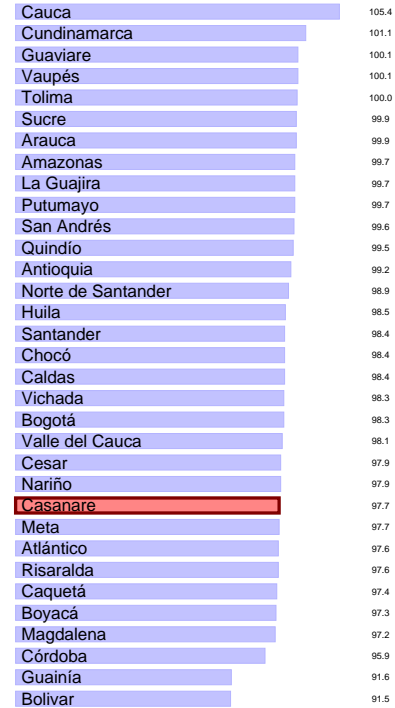 Cauca 105.4
Cundinamarca 101.1
Guaviare 100.1
Vaupés 100.1
Tolima 100.0
Sucre 99.9
Arauca 99.9
Amazonas 99.7
La Guajira 99.7
Putumayo 99.7
San Andrés 99.6
Quindío 99.5
Antioquia 99.2
Norte de Santander 98.9
Huila 98.5
Santander 98.4
Chocó 98.4
Caldas 98.4
Vichada 98.3
Bogotá 98.3
Valle del Cauca 98.1
Cesar 97.9
Nariño 97.9
Casanare 97.7
Meta 97.7
Atlántico 97.6
Risaralda 97.6
Caquetá 97.4
Boyacá 97.3
Magdalena 97.2
Córdoba 95.9
Guainía 91.6
Bolivar 91.5